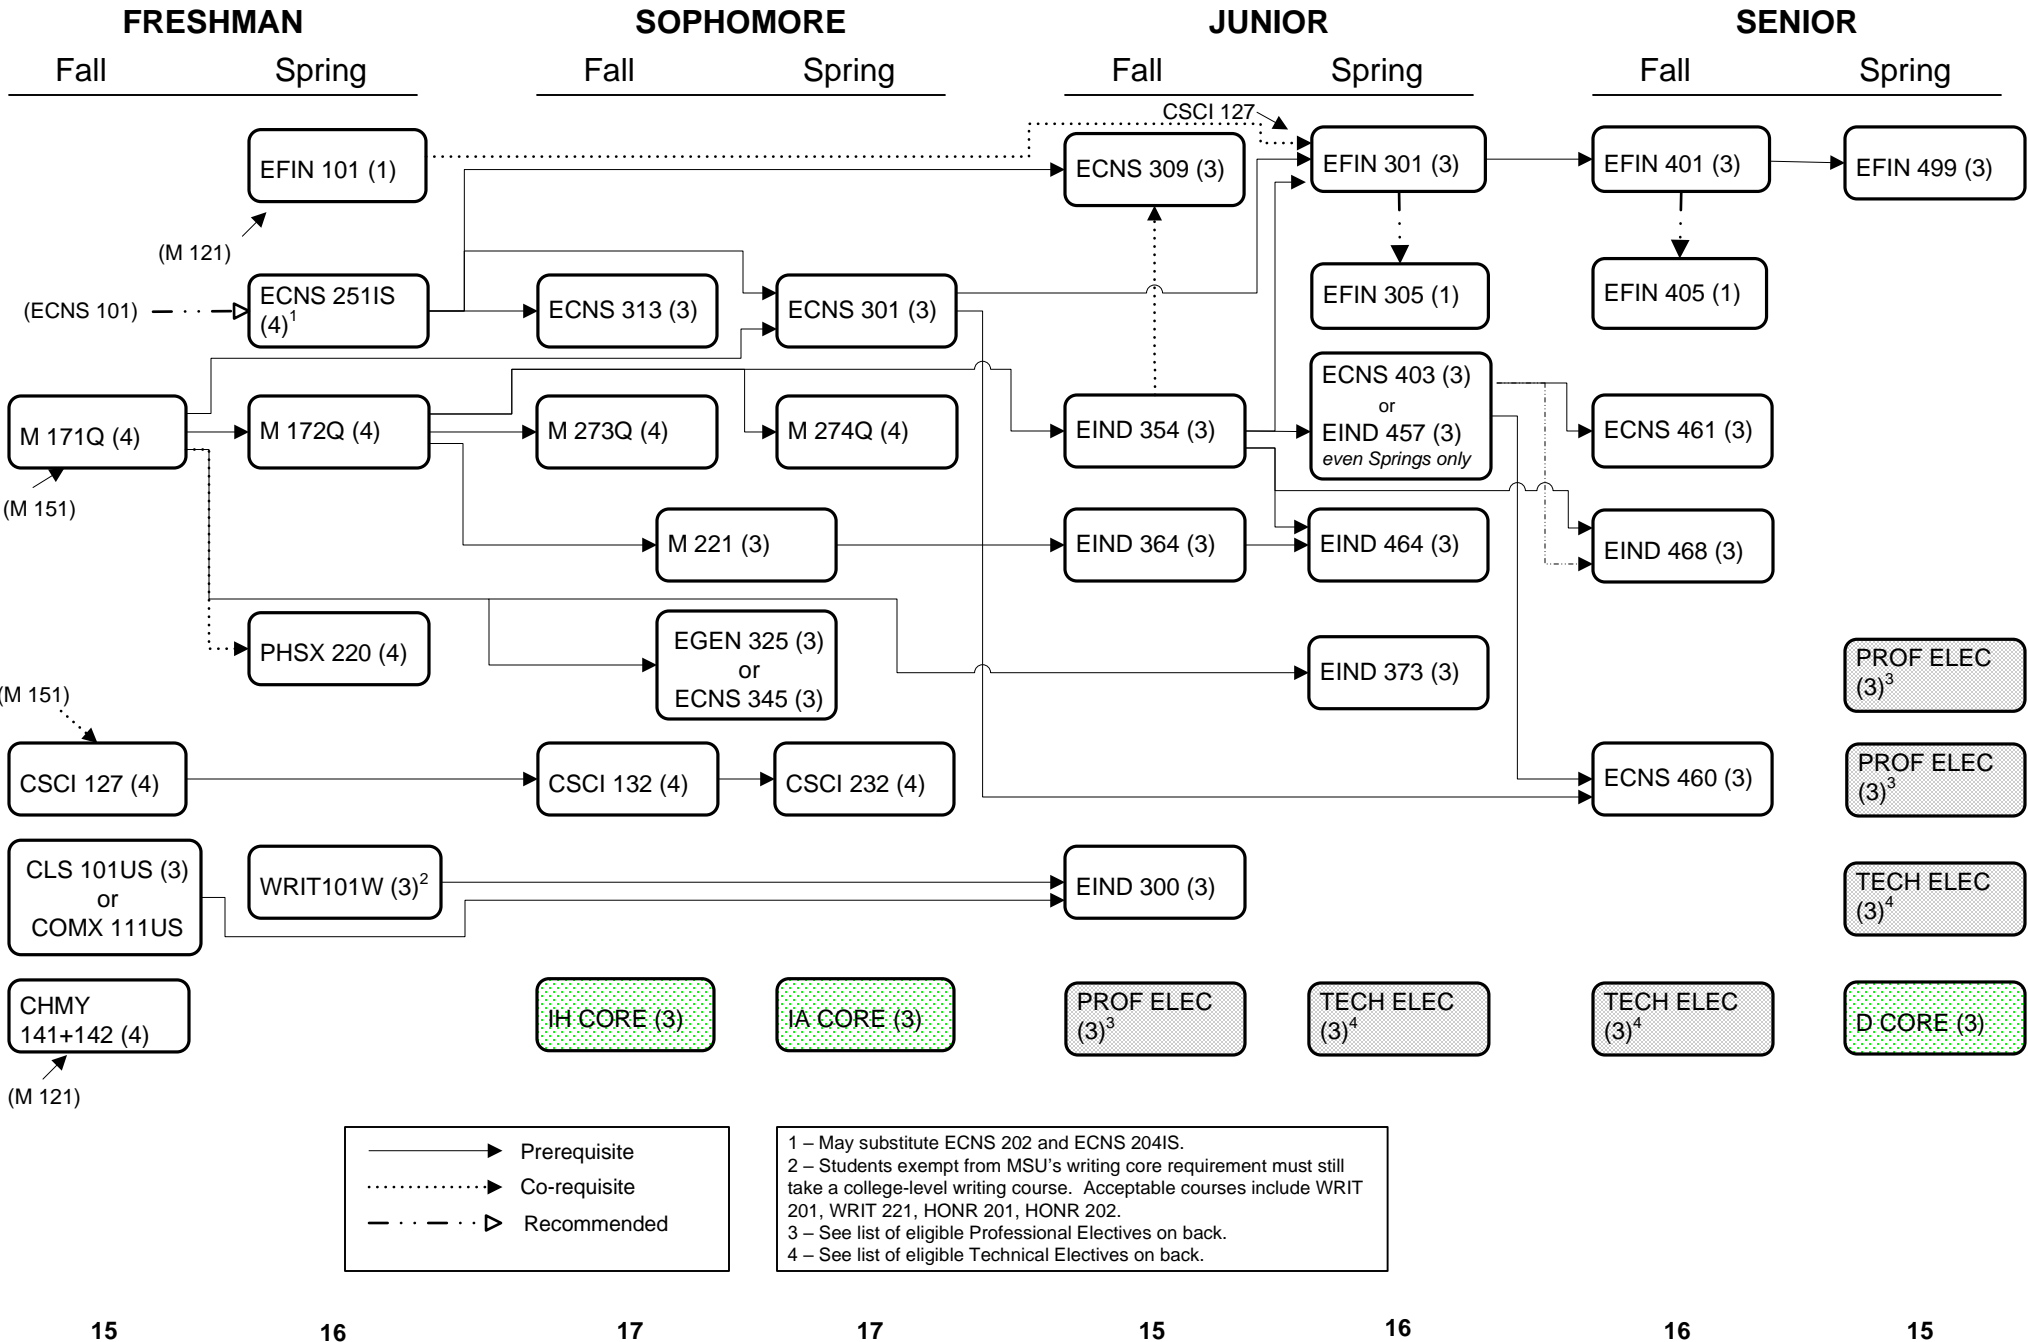 FRESHMAN
SOPHOMORE
JUNIOR
SENIOR
Fall
Spring
Fall
Spring
Fall
Spring
Fall
Spring
CSCI 127
EFIN 101 (1)
ECNS 309 (3)
EFIN 301 (3)
EFIN 401 (3)
EFIN 499 (3)
(M 121)
(ECNS 101)
ECNS 251IS
(4)1
ECNS 313 (3)
ECNS 301 (3)
EFIN 305 (1)
EFIN 405 (1)
M 171Q (4)
M 172Q (4)
M 273Q (4)
M 274Q (4)
EIND 354 (3)
ECNS 403 (3)
or
EIND 457 (3)
even Springs only
ECNS 461 (3)
(M 151)
M 221 (3)
EIND 364 (3)
EIND 464 (3)
EIND 468 (3)
PHSX 220 (4)
EGEN 325 (3)
or
ECNS 345 (3)
EIND 373 (3)
PROF ELEC
(3)3
(M 151)
CSCI 127 (4)
CSCI 132 (4)
CSCI 232 (4)
ECNS 460 (3)
PROF ELEC
(3)3
CLS 101US (3)
or
COMX 111US
WRIT101W (3)2
EIND 300 (3)
TECH ELEC
(3)4
CHMY
141+142 (4)
IH CORE (3)
IA CORE (3)
PROF ELEC
(3)3
TECH ELEC
(3)4
TECH ELEC
(3)4
D CORE (3)
(M 121)
Prerequisite
Co-requisite
Recommended
1 – May substitute ECNS 202 and ECNS 204IS.
2 – Students exempt from MSU’s writing core requirement must still
take a college-level writing course. Acceptable courses include WRIT
201, WRIT 221, HONR 201, HONR 202.
3 – See list of eligible Professional Electives on back.
4 – See list of eligible Technical Electives on back.
15
16
17
17
15
16
16
15